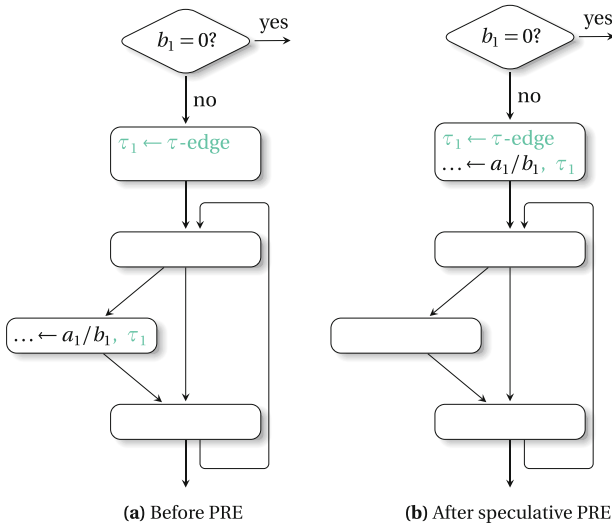 b₁ = 0?
yes
no
τ₁ ← τ-edge
… ← a₁/b₁, τ₁
(a) Before PRE
b₁ = 0?
yes
no
τ₁ ← τ-edge
… ← a₁/b₁, τ₁
(b) After speculative PRE